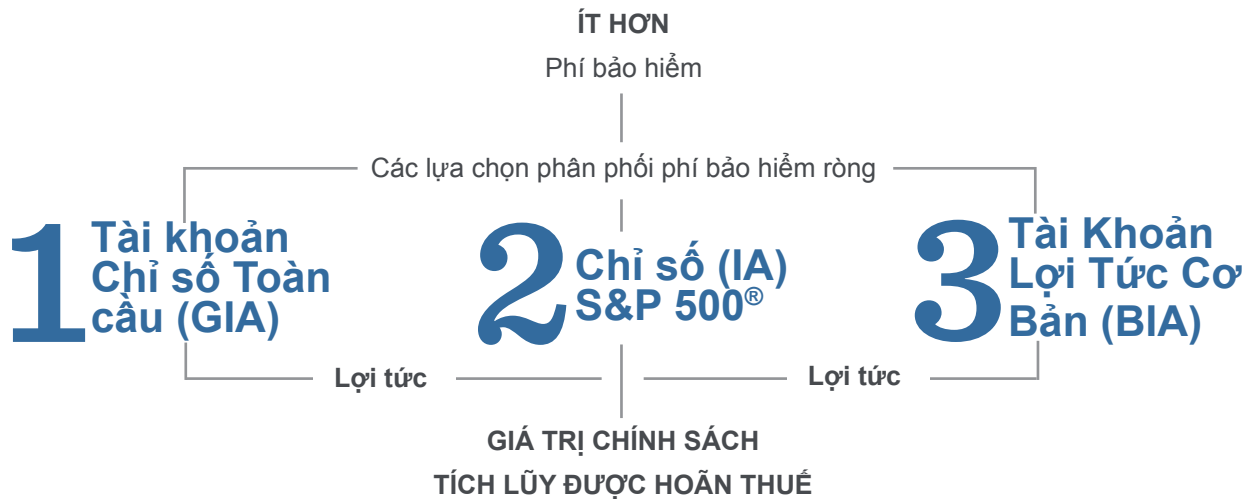 ÍT HƠN
Phí bảo hiểm
Các lựa chọn phân phối phí bảo hiểm ròng
1 Tài khoản
Chỉ số Toàn
cầu (GIA)
2 Chỉ số (IA)
S&P 500®
3 Tài Khoản
Lợi Tức Cơ
Bản (BIA)
Lợi tức
Lợi tức
GIÁ TRỊ CHÍNH SÁCH
TÍCH LŨY ĐƯỢC HOÃN THUẾ